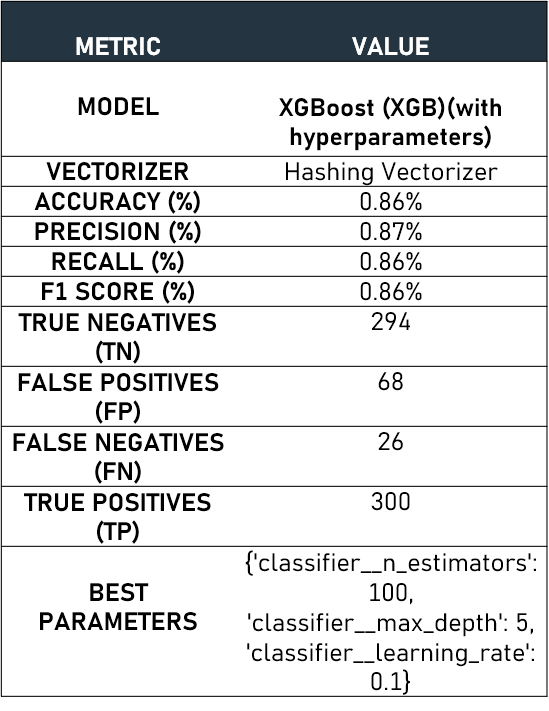 METRIC VALUE
MODEL XGBoost (XGB)(with
hyperparameters)
VECTORIZER Hashing Vectorizer
ACCURACY (%) 0.86%
PRECISION (%) 0.87%
RECALL (%) 0.86%
F1 SCORE (%) 0.86%
TRUE NEGATIVES
(TN) 294
FALSE POSITIVES
(FP) 68
FALSE NEGATIVES
(FN) 26
TRUE POSITIVES
(TP) 300
BEST
PARAMETERS
{'classifier__n_estimators':
100,
'classifier__max_depth': 5,
'classifier__learning_rate':
0.1}